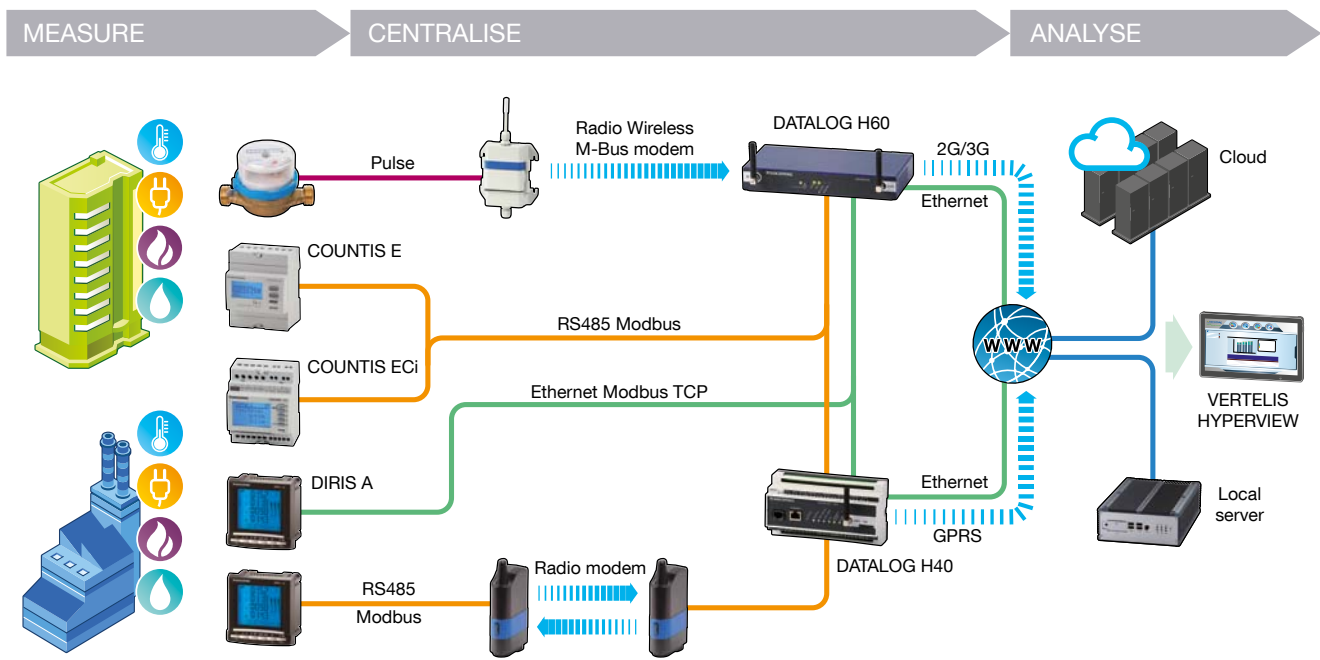 MEASURE
CENTRALISE
ANALYSE
Pulse
Radio Wireless
M-Bus modem
DATALOG H60
2G/3G
Ethernet
Cloud
COUNTIS E
RS485 Modbus
WWW
COUNTIS ECi
Ethernet Modbus TCP
VERTELIS
HYPERVIEW
DIRIS A
Ethernet
GPRS
DATALOG H40
Local
server
RS485
Modbus
Radio modem